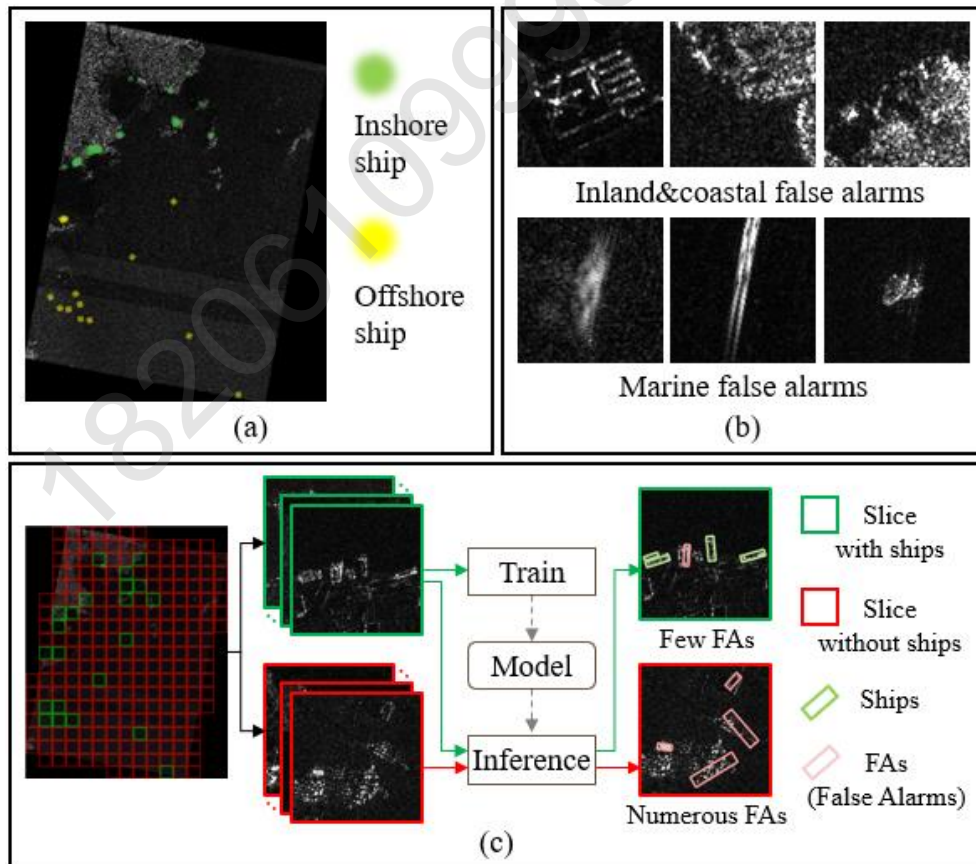 Inshore
ship
Offshore
ship
(a)
Inland&coastal false alarms
Marine false alarms
(b)
Train
Model
Inference
Few FAs
Numerous FAs
Slice
with ships
Slice
without ships
Ships
FAs
(False Alarms)
(c)